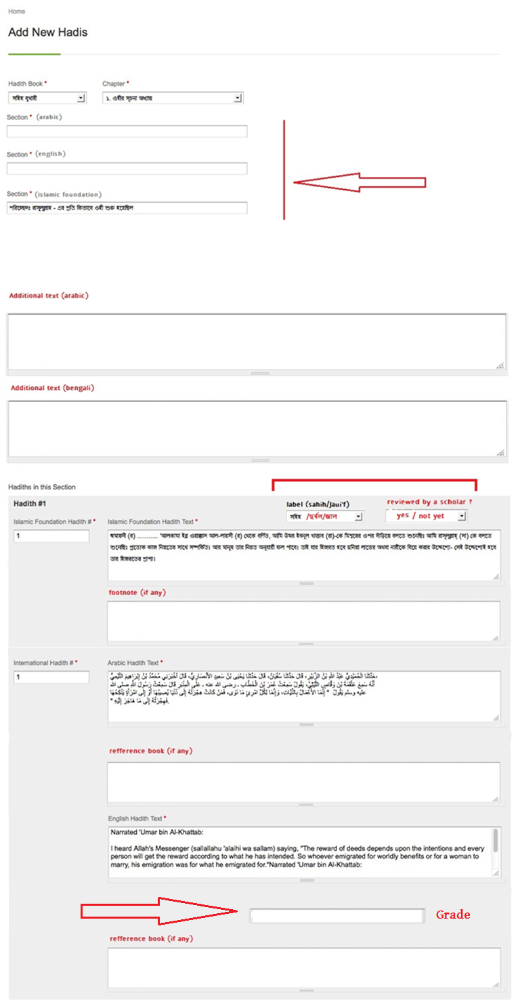 Home
Add New Hadis
Hadith Book * Chapter *
সহিহ বুখারী ১. ওহীর সূচনা অধ্যায়
Section * (arabic)
Section * (english)
Section * (islamic foundation)
পরিচ্ছেদঃ রাসূলুল্লাহ - এর প্রতি কিভাবে ওহী শুরু হয়েছিল
Additional text (arabic)
Additional text (bengali)
Hadiths in this Section
Hadith #1 label (sahih/Jaui'f) reviewed by a scholar ?
সহিহ /দুর্বল/জাল yes / not yet
Islamic Foundation Hadith # * Islamic Foundation Hadith Text *
1
হুমায়দী (র) ........... 'আলকামা ইব্ন ওয়াক্কাস আল-লায়সী (র) থেকে বর্ণিত, আমি উমর ইবনুল খাত্তাব (রা)-কে মিম্বরের ওপর দাঁড়িয়ে বলতে
শুনেছিঃ আমি রাসূলুল্লাহ্ (সা) কে বলতে
শুনেছিঃ প্রত্যেক কাজ নিয়তের সাথে সম্পর্কিত। আর মানুষ তার নিয়ত অনুযায়ী ফল পাবে। তাই যার হিজরত হবে দুনিয়া লাভের অথবা নারীকে বিয়ে করার উদ্দেশ্যে- সেই উদ্দেশ্যেই হবে
তার হিজরতের প্রাপ্য।
footnote (if any)
International Hadith # * Arabic Hadith Text *
1
حَدَّثَنَا الْحُمَيْدِيُّ عَبْدُ اللَّهِ بْنُ الزُّبَيْرِ، قَالَ حَدَّثَنَا سُفْيَانُ، قَالَ حَدَّثَنَا يَحْيَى بْنُ سَعِيدٍ الأَنْصَارِيُّ، قَالَ أَخْبَرَنِي مُحَمَّدُ بْنُ إِبْرَاهِيمَ التَّيْمِيُّ،
أَنَّهُ سَمِعَ عَلْقَمَةَ بْنَ وَقَّاصٍ اللَّيْثِيَّ، يَقُولُ سَمِعْتُ عُمَرَ بْنَ الْخَطَّابِ ـ رضى الله عنه ـ عَلَى الْمِنْبَرِ قَالَ سَمِعْتُ رَسُولَ اللَّهِ صلى الله
عليه وسلم يَقُولُ " إِنَّمَا الأَعْمَالُ بِالنِّيَّاتِ، وَإِنَّمَا لِكُلِّ امْرِئٍ مَا نَوَى، فَمَنْ كَانَتْ هِجْرَتُهُ إِلَى دُنْيَا يُصِيبُهَا أَوْ إِلَى امْرَأَةٍ يَنْكِحُهَا
فَهِجْرَتُهُ إِلَى مَا هَاجَرَ إِلَيْهِ ".
refference book (if any)
English Hadith Text *
Narrated 'Umar bin Al-Khattab:
I heard Allah's Messenger (sallallahu 'alaihi wa sallam) saying, "The reward of deeds depends upon the intentions and every
person will get the reward according to what he has intended. So whoever emigrated for worldly benefits or for a woman to
marry, his emigration was for what he emigrated for."Narrated 'Umar bin Al-Khattab:
Grade
refference book (if any)